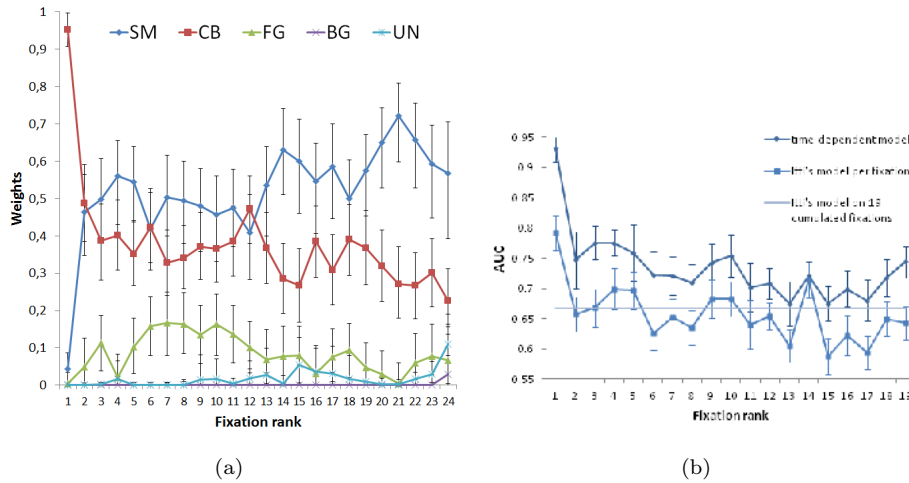 SM CB FG BG UN
1
0,9
0,8
0,7
0,6
0,5
0,4
0,3
0,2
0,1
0
Weights
1 2 3 4 5 6 7 8 9 10 11 12 13 14 15 16 17 18 19 20 21 22 23 24
Fixation rank
(a)
0.95
0.9
0.85
0.8
0.75
0.7
0.65
0.6
0.55
AUC
time-dependent model
Itti's model per fixation
Itti's model on 19
cumulated fixations
1 2 3 4 5 6 7 8 9 10 11 12 13 14 15 16 17 18 19
Fixation rank
(b)